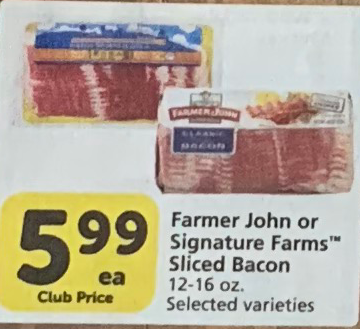 FARMER JOHN
CLASSIC
BACON
5.99
ea
Club Price
Farmer John or
Signature Farms™
Sliced Bacon
12-16 oz.
Selected varieties